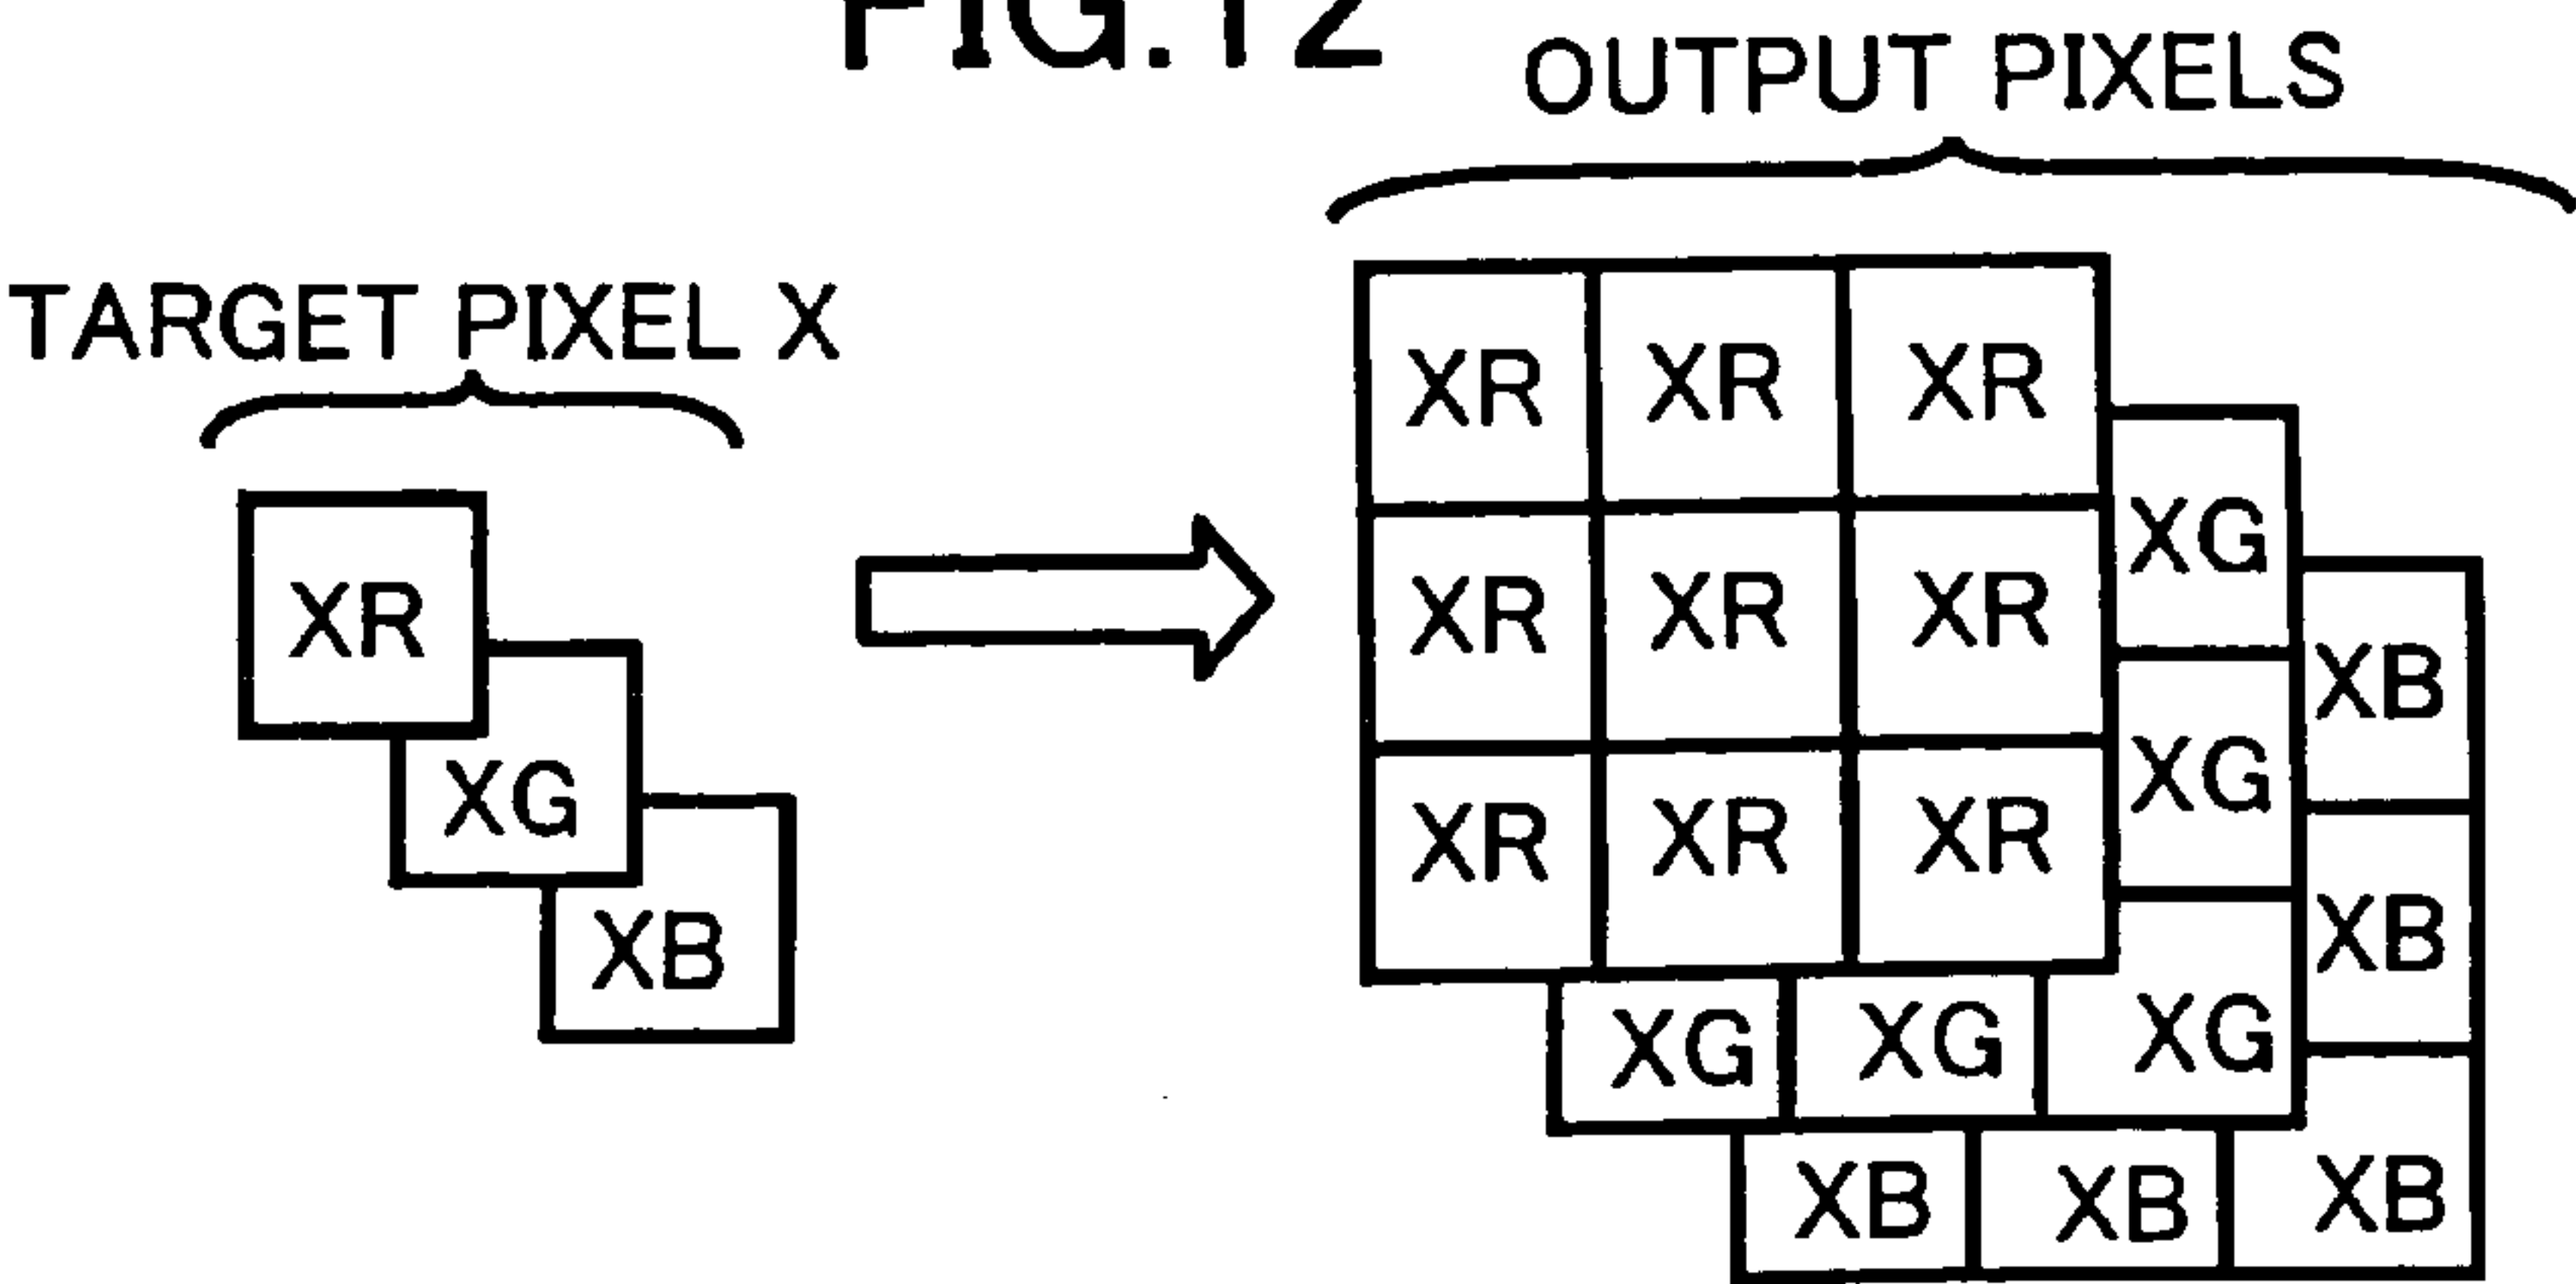 FIG.12
OUTPUT PIXELS
TARGET PIXEL X
XR
XG
XB
XR XR XR
XG
XR XR XR
XB
XG
XR XR XR
XB
XG XG XG
XB XB XB